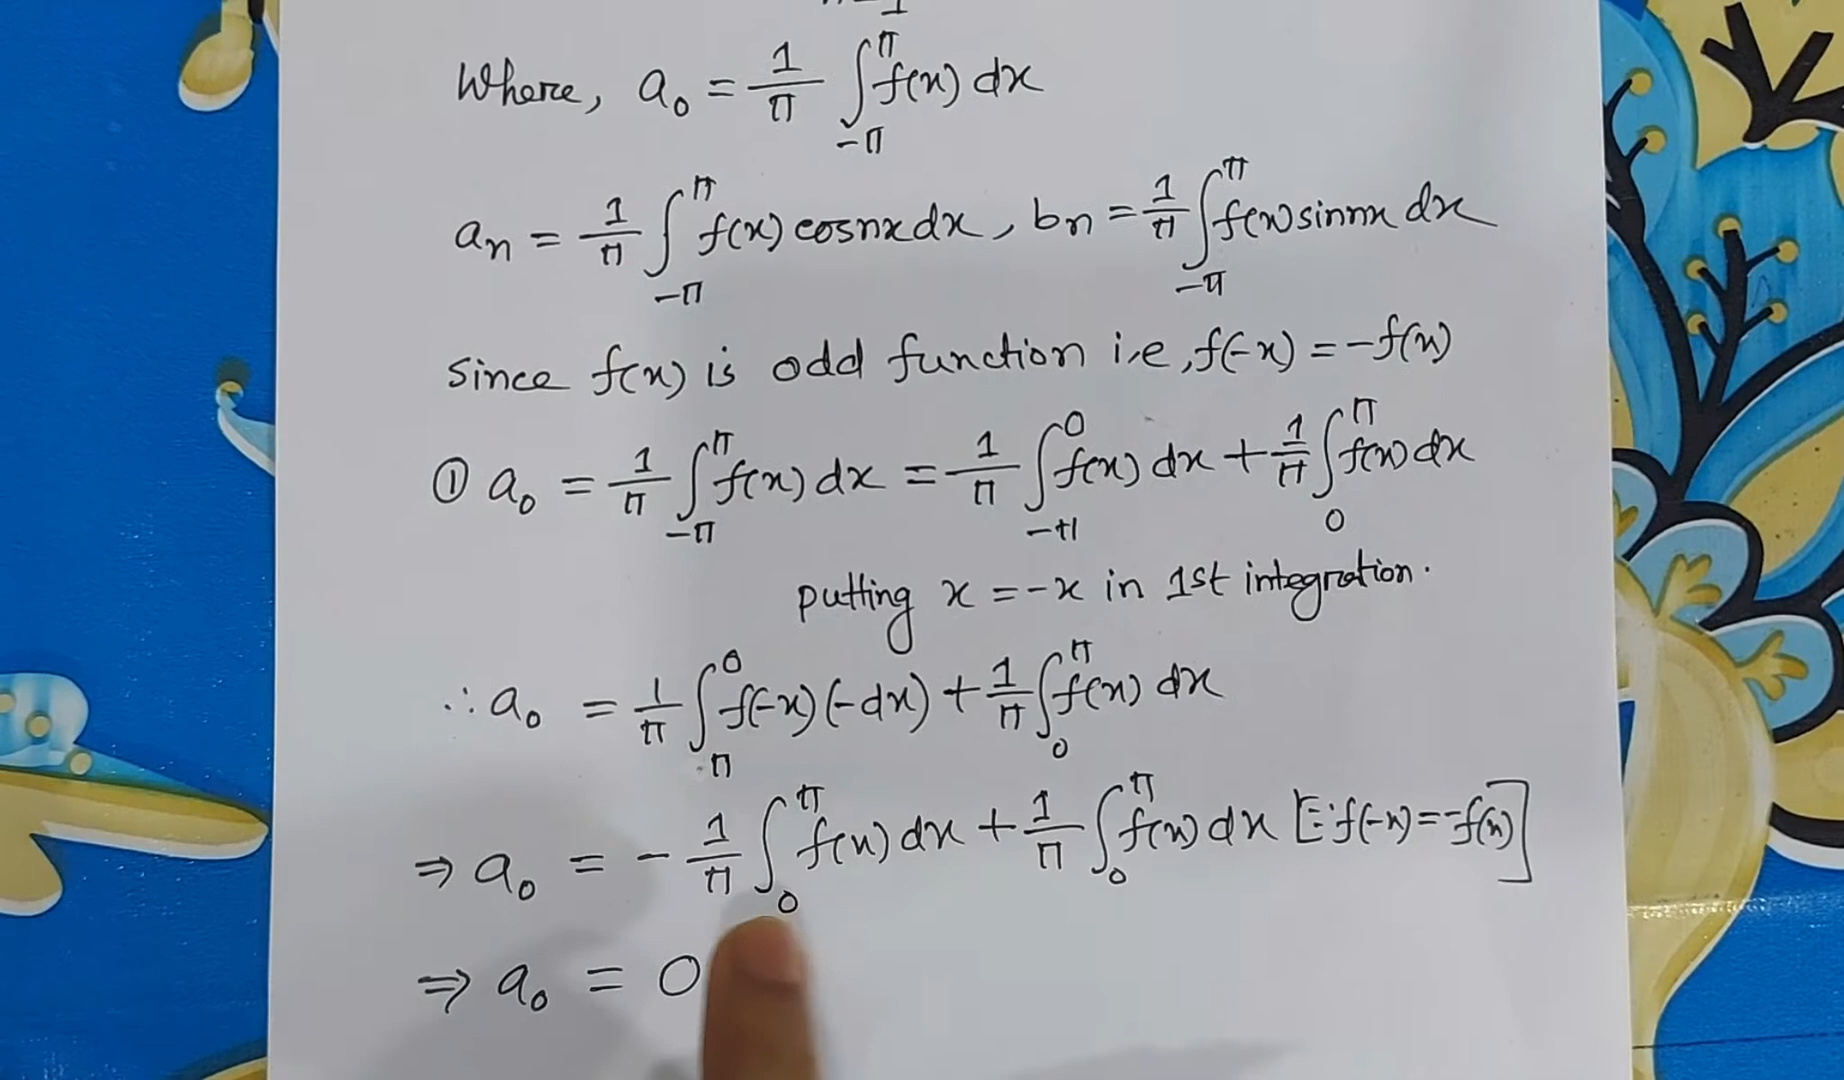 Where, a₀ = 1/π ∫_{-π}^{π} f(x) dx
aₙ = 1/π ∫_{-π}^{π} f(x) cosnx dx, bₙ = 1/π ∫_{-π}^{π} f(x) sinnx dx
since f(x) is odd function i.e, f(-x) = -f(x)
① a₀ = 1/π ∫_{-π}^{π} f(x) dx = 1/π ∫_{-π}^{0} f(x) dx + 1/π ∫_{0}^{π} f(x) dx
putting x = -x in 1st integration.
∴ a₀ = 1/π ∫_{π}^{0} f(-x) (-dx) + 1/π ∫_{0}^{π} f(x) dx
⇒ a₀ = - 1/π ∫_{0}^{π} f(x) dx + 1/π ∫_{0}^{π} f(x) dx [∵ f(-x) = -f(x)]
⇒ a₀ = 0